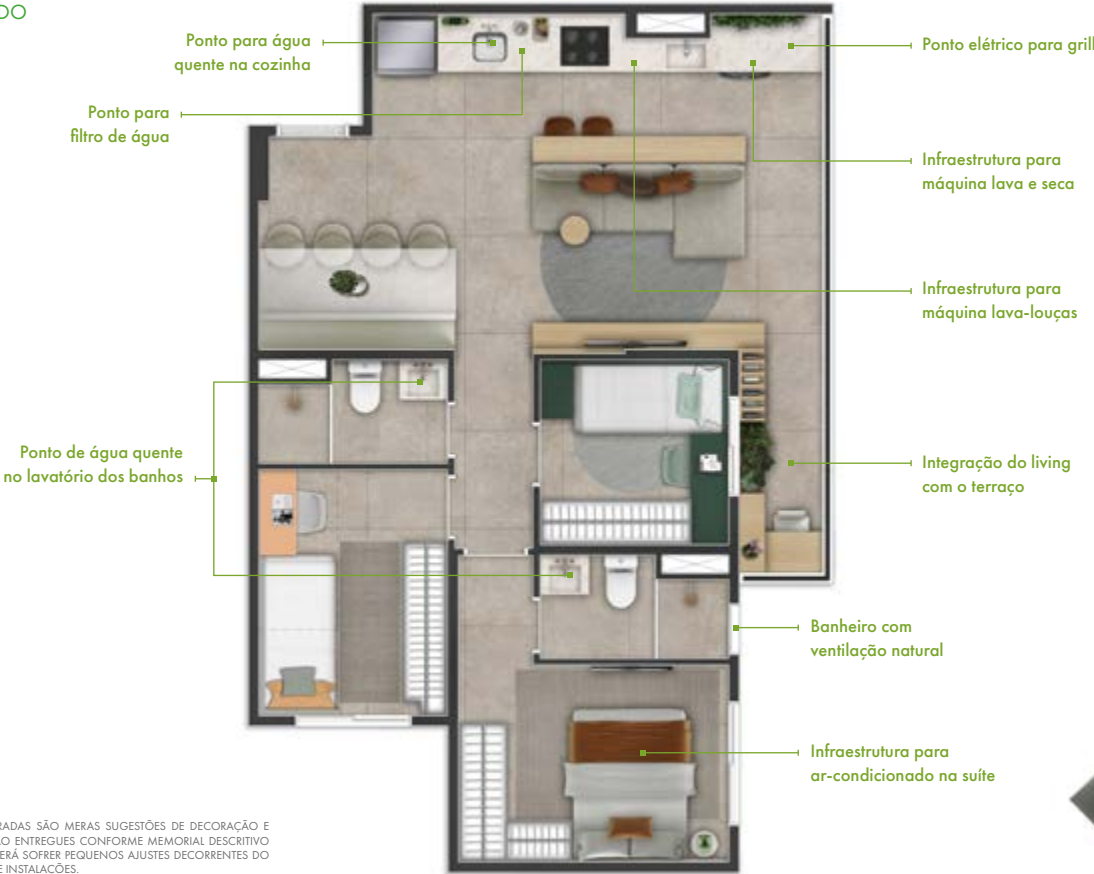 DO
Ponto para água
quente na cozinha
Ponto para
filtro de água
Ponto elétrico para gril
Infraestrutura para
máquina lava e seca
Infraestrutura para
máquina lava-louças
Ponto de água quente
no lavatório dos banhos
Integração do living
com o terraço
Banheiro com
ventilação natural
Infraestrutura para
ar-condicionado na suíte
RADAS SÃO MERAS SUGESTÕES DE DECORAÇÃO E
ÃO ENTREGUES CONFORME MEMORIAL DESCRITIVO
ERÁ SOFRER PEQUENOS AJUSTES DECORRENTES DO
E INSTALAÇÕES.